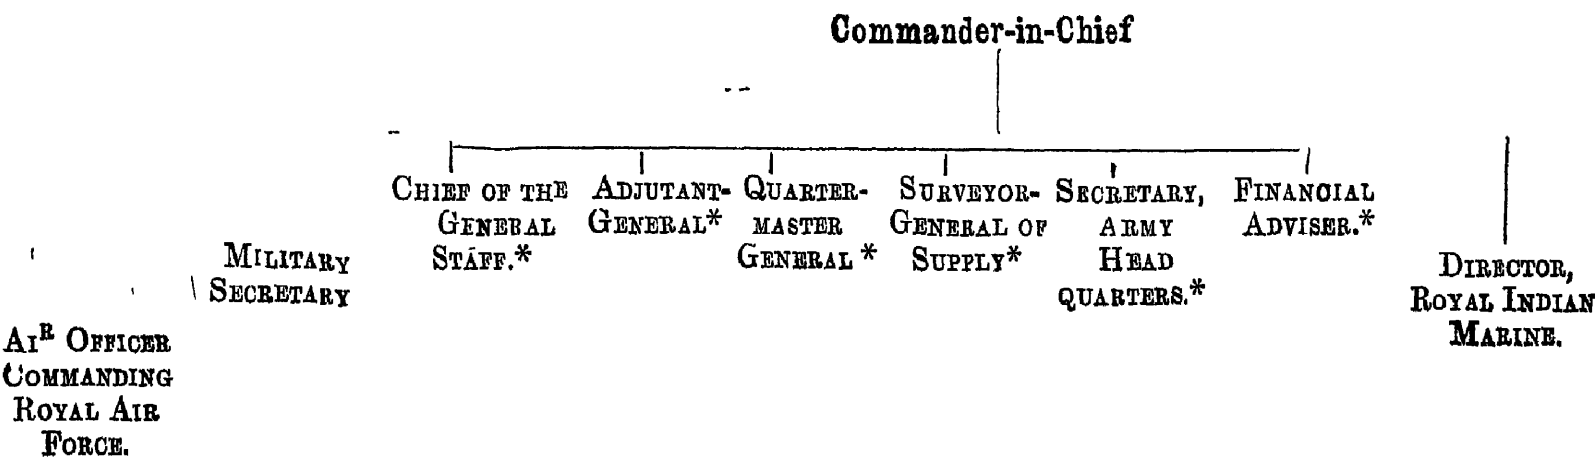 Commander-in-Chief
CHIEF OF THE
GENERAL
STAFF.*
ADJUTANT-
GENERAL*
QUARTER-
MASTER
GENERAL *
SURVEYOR-
GENERAL OF
SUPPLY*
SECRETARY,
ARMY
HEAD
QUARTERS.*
FINANCIAL
ADVISER.*
MILITARY
SECRETARY
DIRECTOR,
ROYAL INDIAN
MARINE.
AIR OFFICER
COMMANDING
ROYAL AIR
FORCE.